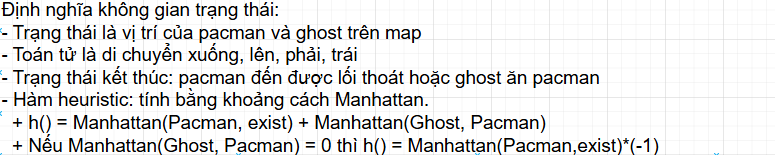 Định nghĩa không gian trạng thái:
- Trạng thái là vị trí của pacman và ghost trên map
- Toán tử là di chuyển xuống, lên, phải, trái
- Trạng thái kết thúc: pacman đến được lối thoát hoặc ghost ăn pacman
- Hàm heuristic: tính bằng khoảng cách Manhattan.
+ h() = Manhattan(Pacman, exist) + Manhattan(Ghost, Pacman)
+ Nếu Manhattan(Ghost, Pacman) = 0 thì h() = Manhattan(Pacman,exist)*(-1)